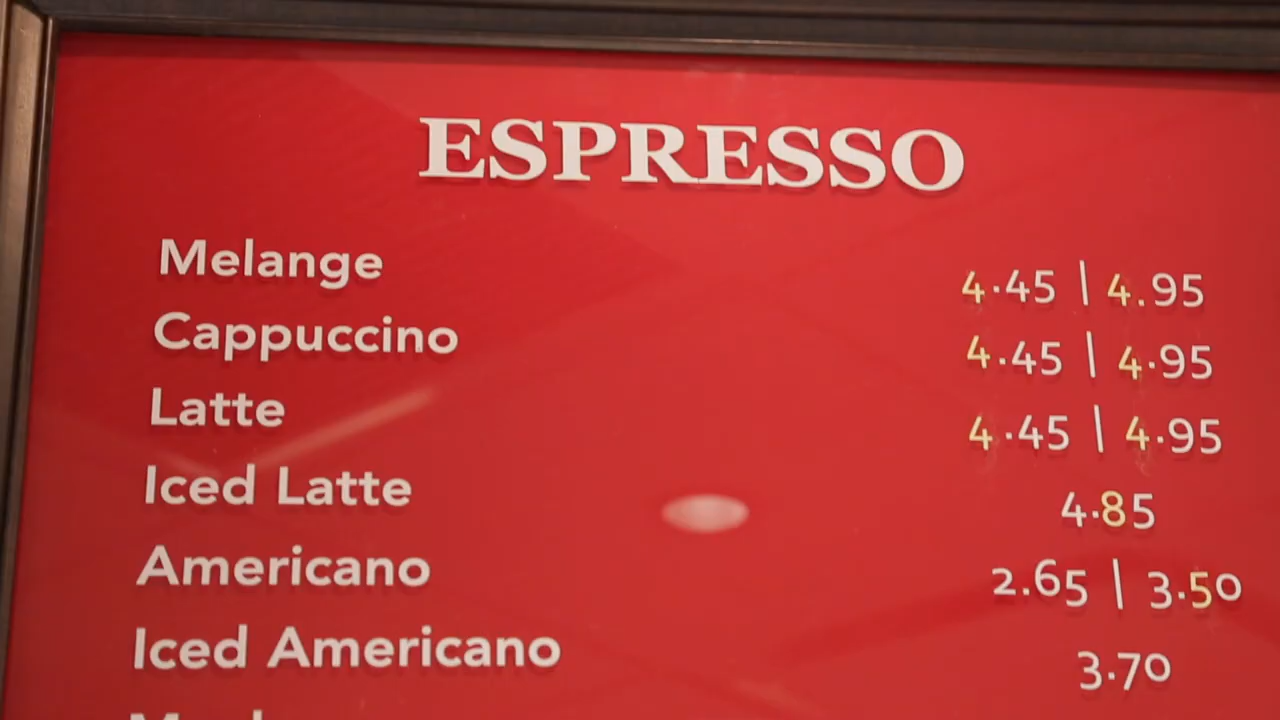 ESPRESSO
Melange 4.45 | 4.95
Cappuccino 4.45 | 4.95
Latte 4.45 | 4.95
Iced Latte 4.85
Americano 2.65 | 3.50
Iced Americano 3.70